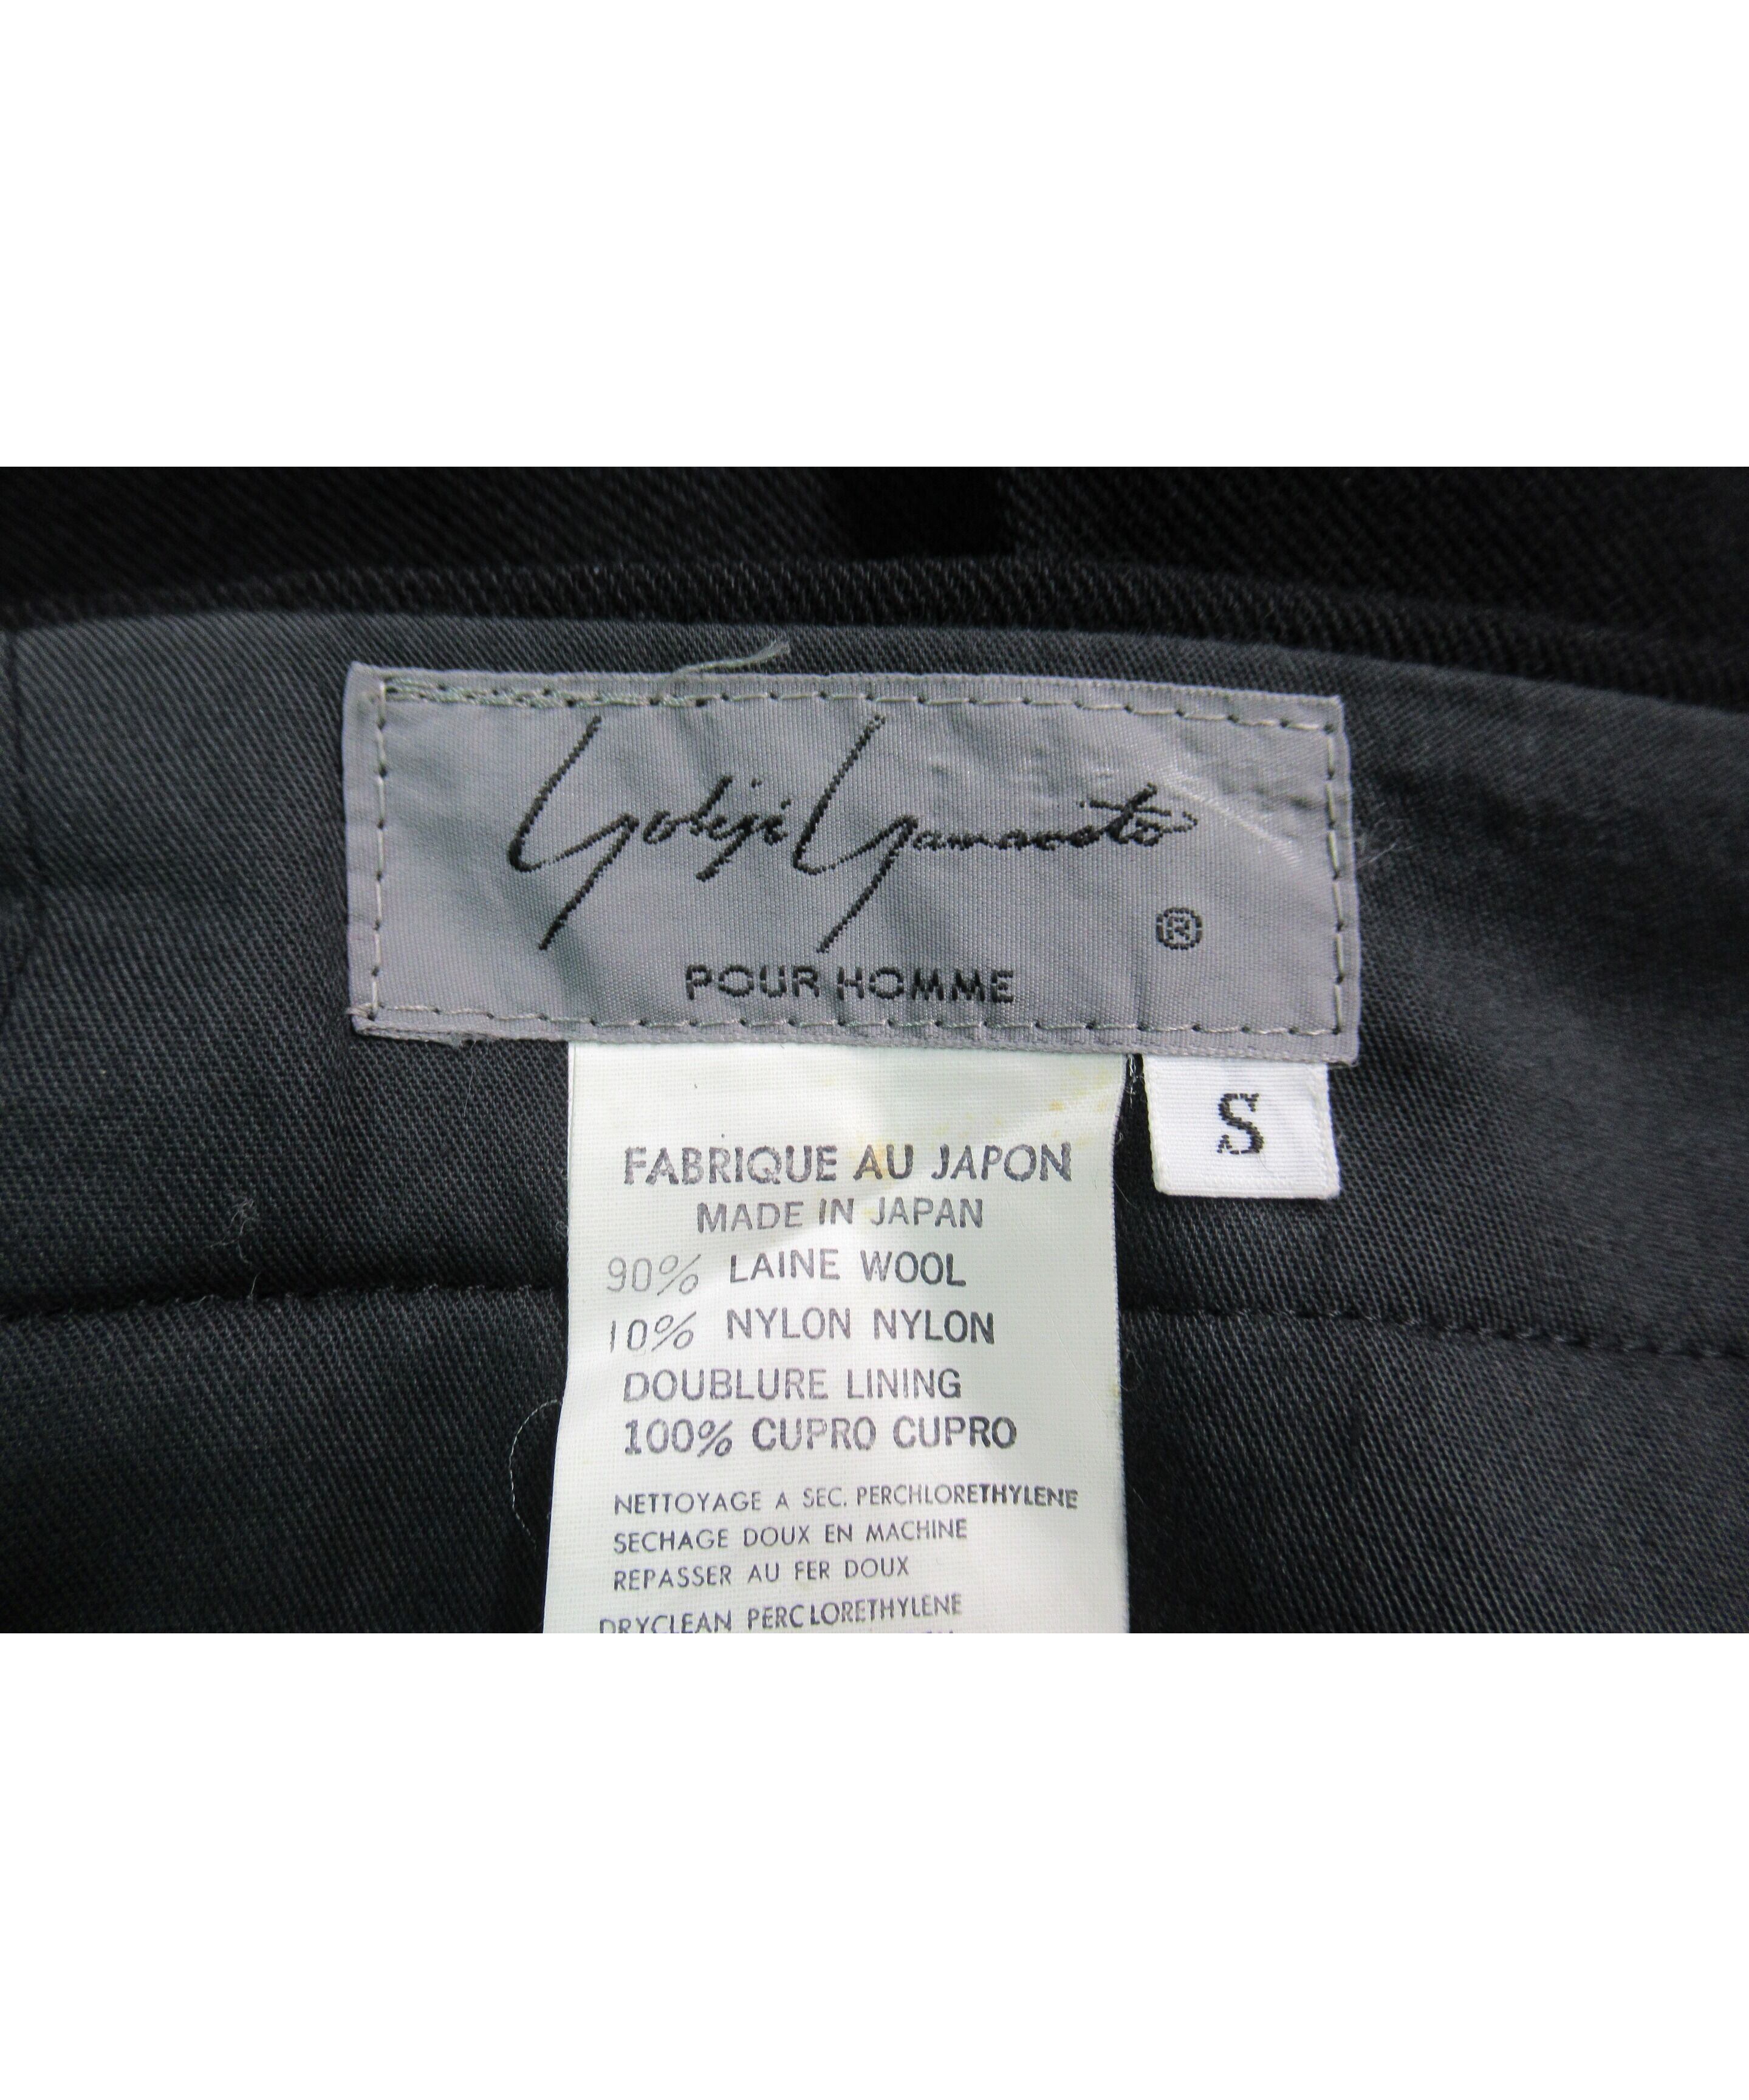 Yohji Yamamoto
®
POUR HOMME
S
FABRIQUE AU JAPON
MADE IN JAPAN
90% LAINE WOOL
10% NYLON NYLON
DOUBLURE LINING
100% CUPRO CUPRO
NETTOYAGE A SEC. PERCHLORETHYLENE
SECHAGE DOUX EN MACHINE
REPASSER AU FER DOUX
DRYCLEAN PERCLORETHYLENE